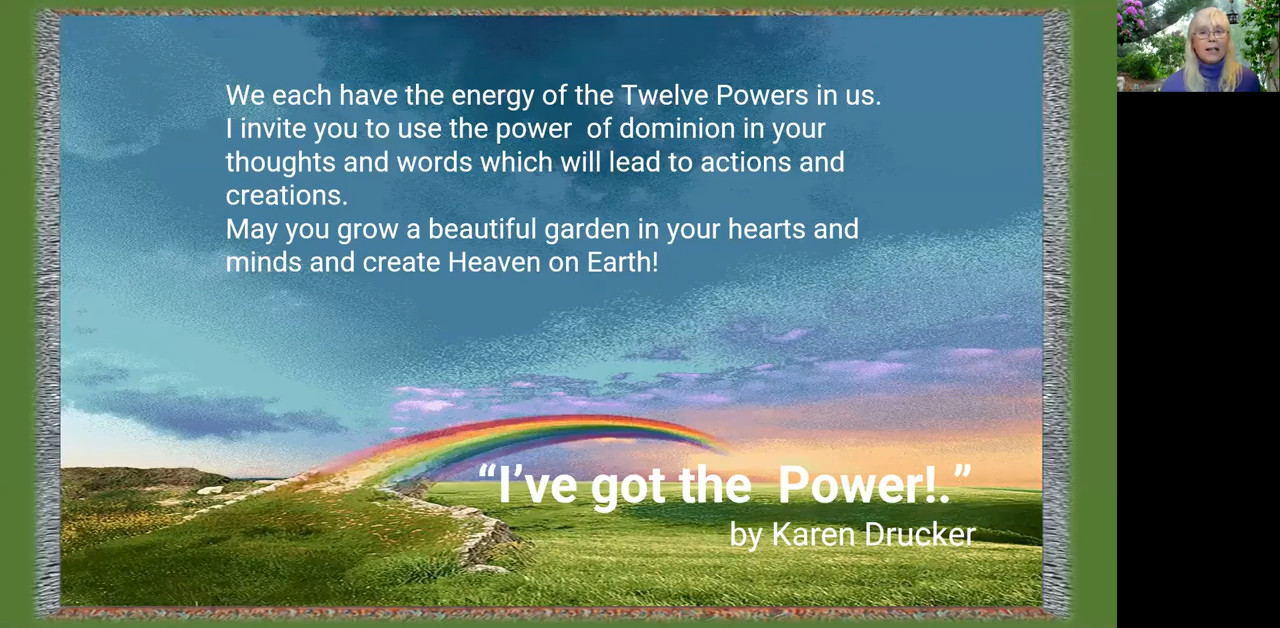 We each have the energy of the Twelve Powers in us.
I invite you to use the power  of dominion in your
thoughts and words which will lead to actions and
creations.
May you grow a beautiful garden in your hearts and
minds and create Heaven on Earth!
“I’ve got the  Power!.”
by Karen Drucker